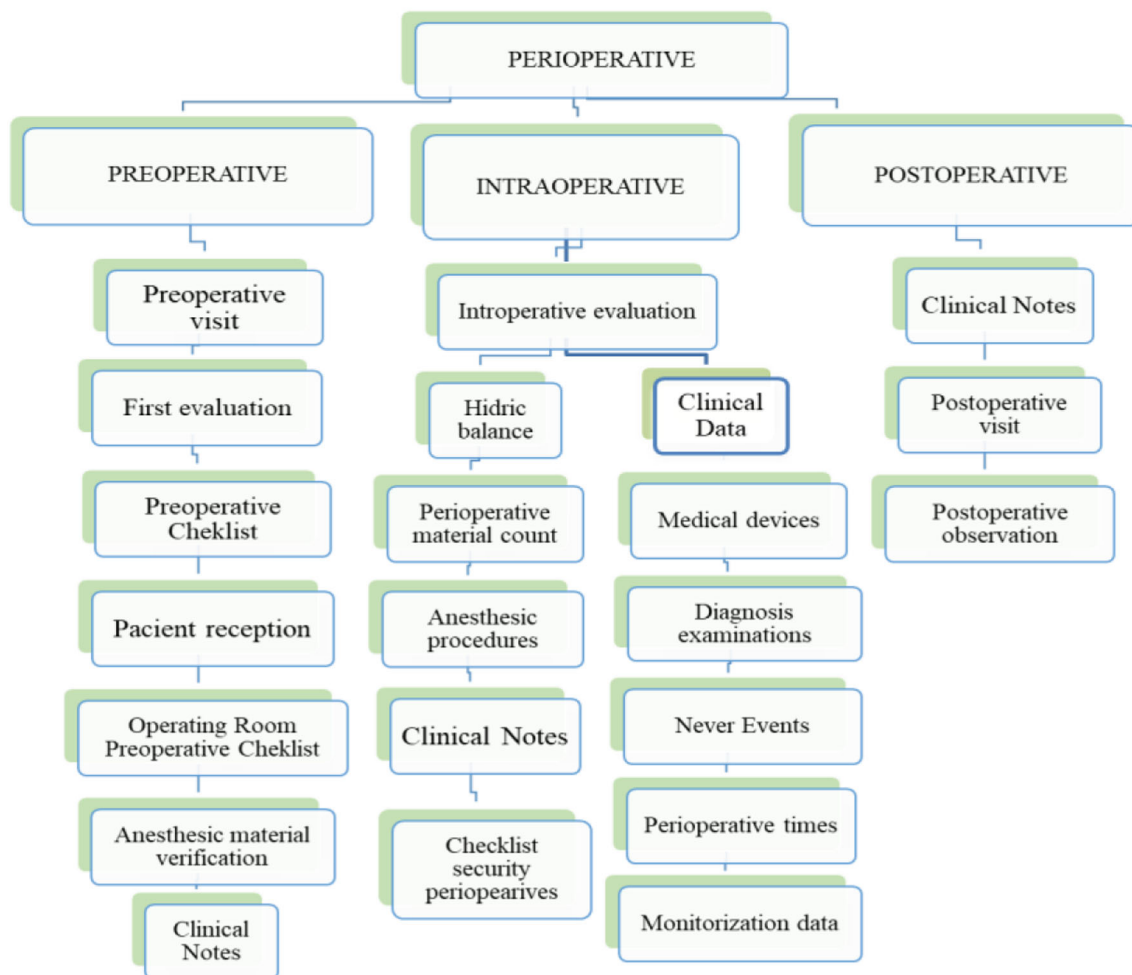 PERIOPERATIVE
PREOPERATIVE
INTRAOPERATIVE
POSTOPERATIVE
Preoperative
visit
First evaluation
Preoperative
Cheklist
Pacient reception
Operating Room
Preoperative Cheklist
Anesthesic material
verification
Clinical
Notes
Introperative evaluation
Hidric
balance
Perioperative
material count
Anesthesic
procedures
Clinical Notes
Checklist
security
periopearives
Clinical
Data
Medical devices
Diagnosis
examinations
Never Events
Perioperative times
Monitorization data
Clinical Notes
Postoperative
visit
Postoperative
observation